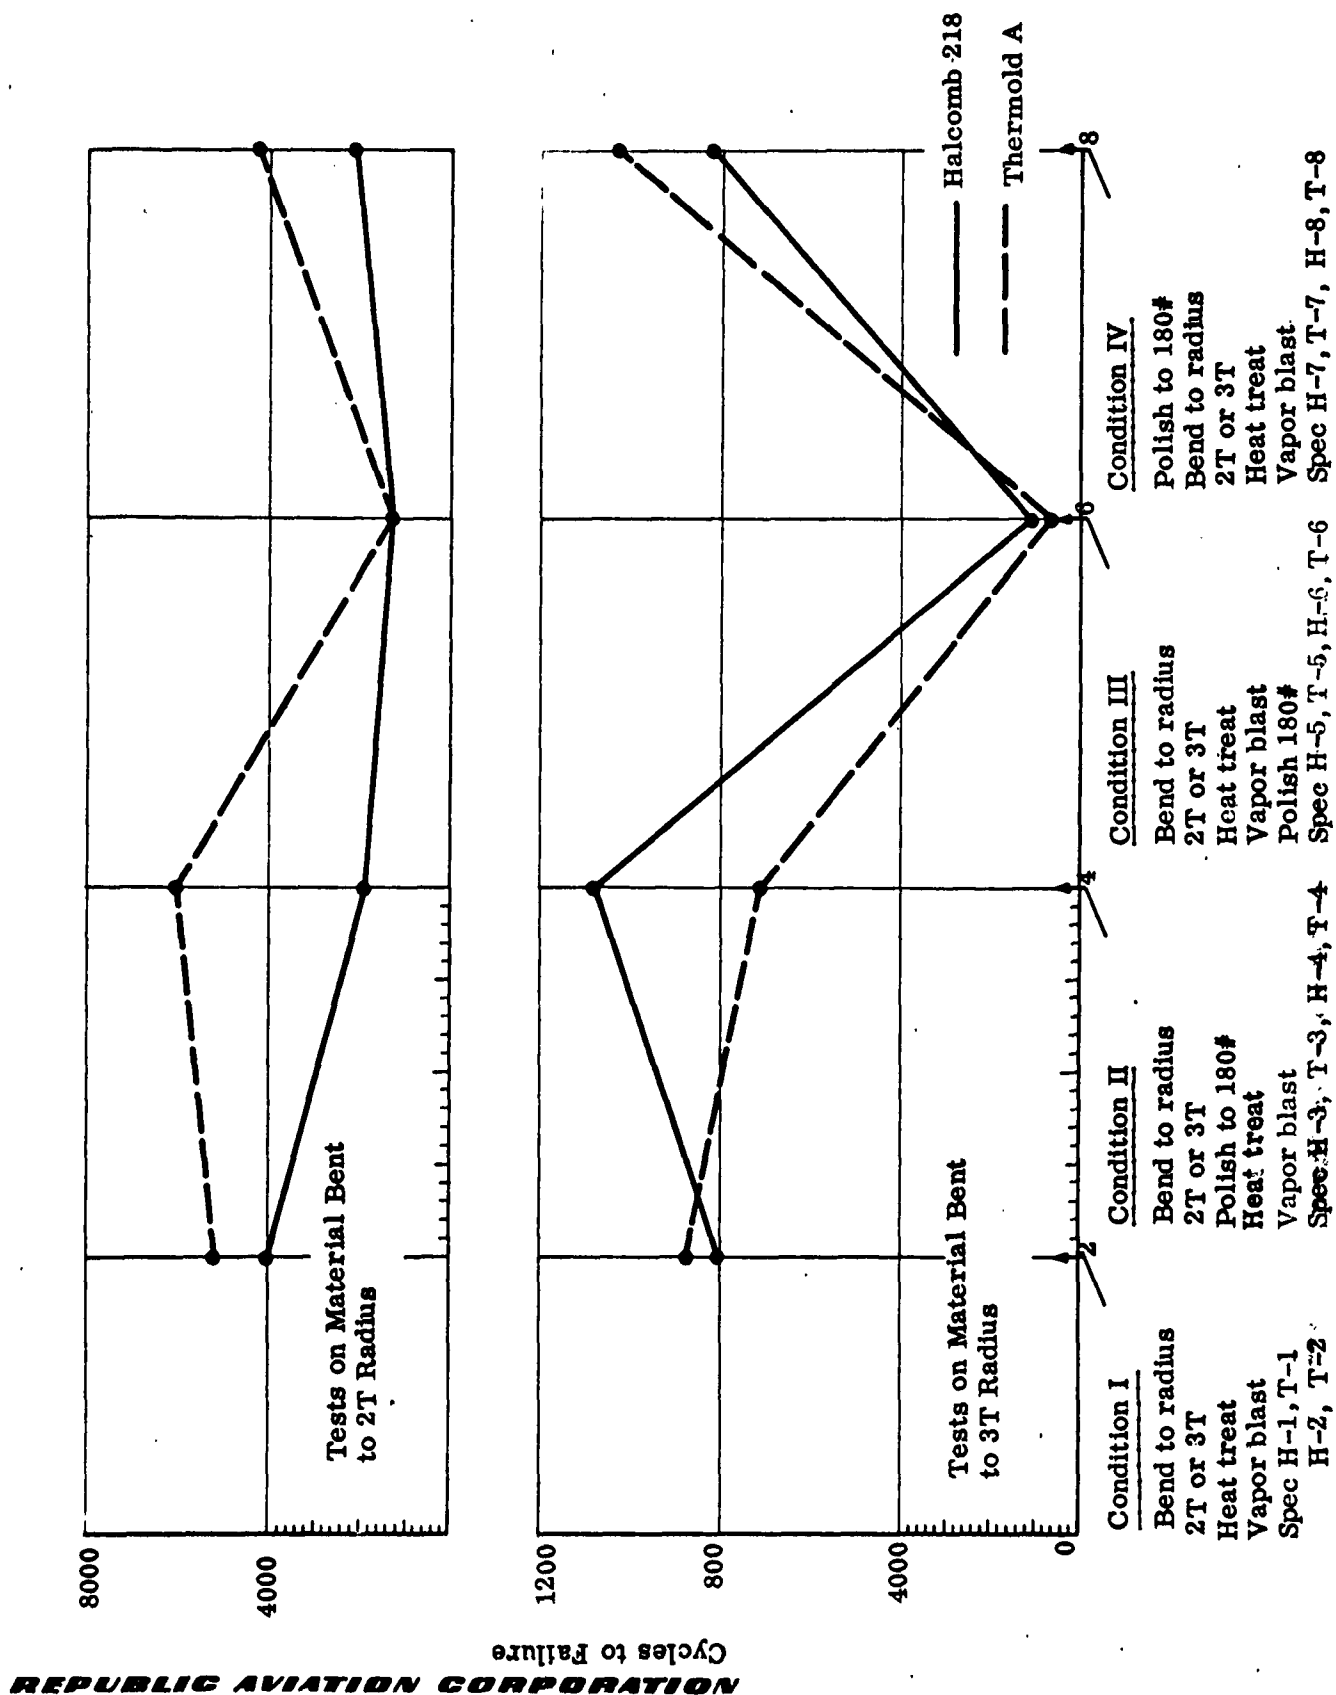 REPUBLIC AVIATION CORPORATION
Cycles to Failure
8000
4000
Tests on Material Bent
to 2T Radius
1200
800
4000
0
Tests on Material Bent
to 3T Radius
Halcomb 218
Thermold A
2
4
6
8
Condition I
Bend to radius
2T or 3T
Heat treat
Vapor blast
Spec H-1, T-1
H-2, T-2
Condition II
Bend to radius
2T or 3T
Polish to 180#
Heat treat
Vapor blast
Spec H-3, T-3, H-4, T-4
Condition III
Bend to radius
2T or 3T
Heat treat
Vapor blast
Polish 180#
Spec H-5, T-5, H-6, T-6
Condition IV
Polish to 180#
Bend to radius
2T or 3T
Heat treat
Vapor blast
Spec H-7, T-7, H-8, T-8